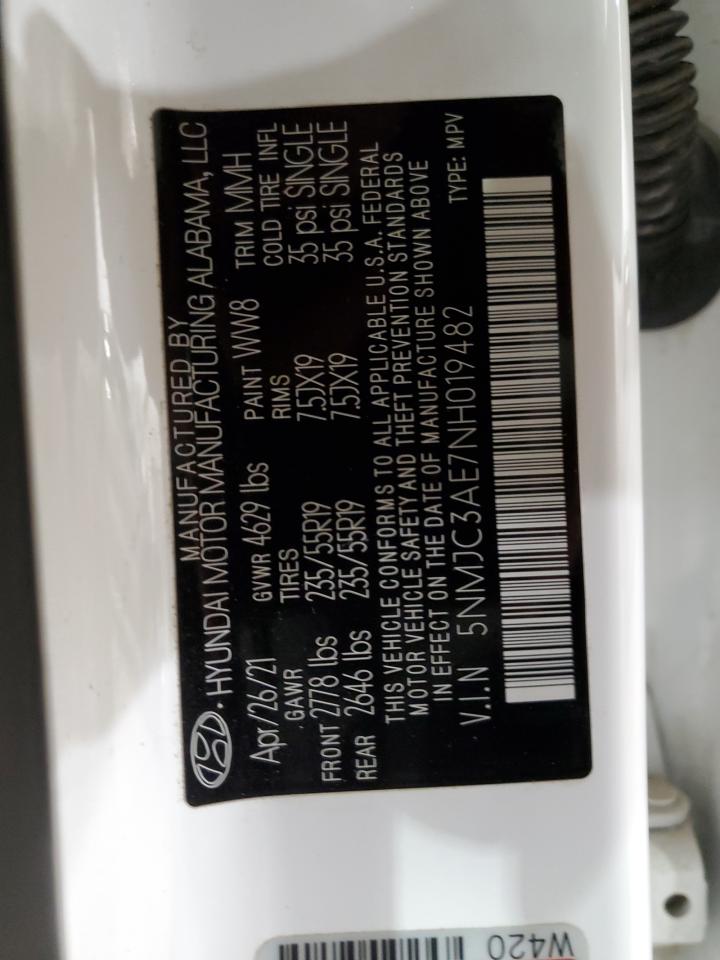 MANUFACTURED BY
HYUNDAI MOTOR MANUFACTURING ALABAMA, LLC
Apr/26/21 GVWR 4629 lbs PAINT WW8 TRIM MMH
GAWR TIRES RIMS COLD TIRE INFL
FRONT 2778 lbs 235/55R19 7.5JX19 35 psi SINGLE
REAR 2646 lbs 235/55R19 7.5JX19 35 psi SINGLE
THIS VEHICLE CONFORMS TO ALL APPLICABLE U.S.A. FEDERAL
MOTOR VEHICLE SAFETY AND THEFT PREVENTION STANDARDS
IN EFFECT ON THE DATE OF MANUFACTURE SHOWN ABOVE
V.I.N 5NMJC3AE7NH019482 TYPE: MPV
W420